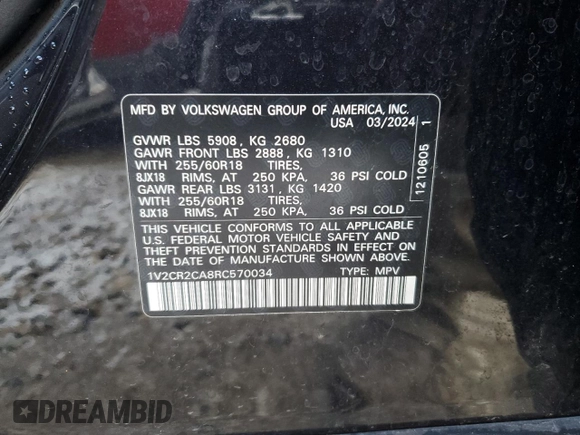 MFD BY VOLKSWAGEN GROUP OF AMERICA, INC.
USA 03/2024
GVWR LBS 5908, KG 2680
GAWR FRONT LBS 2888, KG 1310
WITH 255/60R18 TIRES,
8JX18 RIMS, AT 250 KPA, 36 PSI COLD
GAWR REAR LBS 3131, KG 1420
WITH 255/60R18 TIRES,
8JX18 RIMS, AT 250 KPA, 36 PSI COLD
THIS VEHICLE CONFORMS TO ALL APPLICABLE
U.S. FEDERAL MOTOR VEHICLE SAFETY AND
THEFT PREVENTION STANDARDS IN EFFECT ON
THE DATE OF MANUFACTURE SHOWN ABOVE.
1V2CR2CA8RC570034 TYPE: MPV
1210605 1
DREAMBID